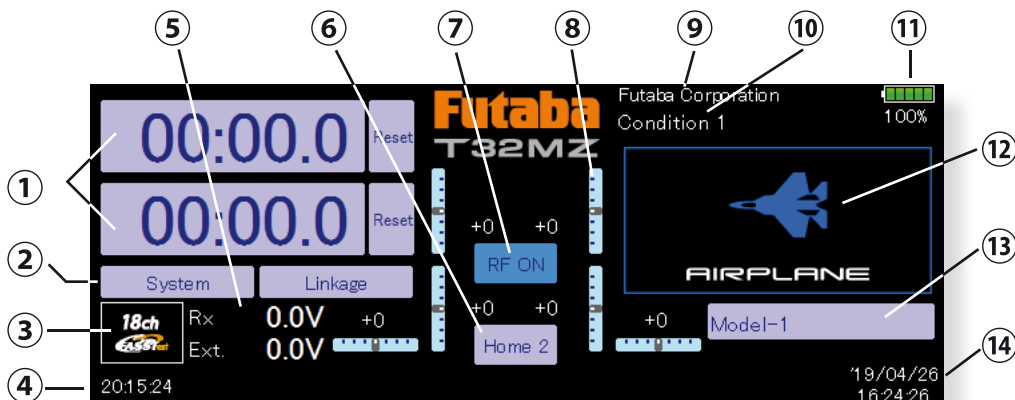 ⑤ ⑥ ⑦ ⑧ ⑨ ⑩ ⑪
① 00:00.0 Reset
00:00.0 Reset
Futaba
T32MZ
Futaba Corporation
Condition 1
100%
⑫
AIRPLANE
+0 +0
RF ON
+0 +0
Home 2
② System Linkage
③ 18ch
FASSTest
Rx 0.0V
Ext. 0.0V
+0
+0
Model-1
⑬
④ 20:15:24
'19/04/26
16:24:26
⑭